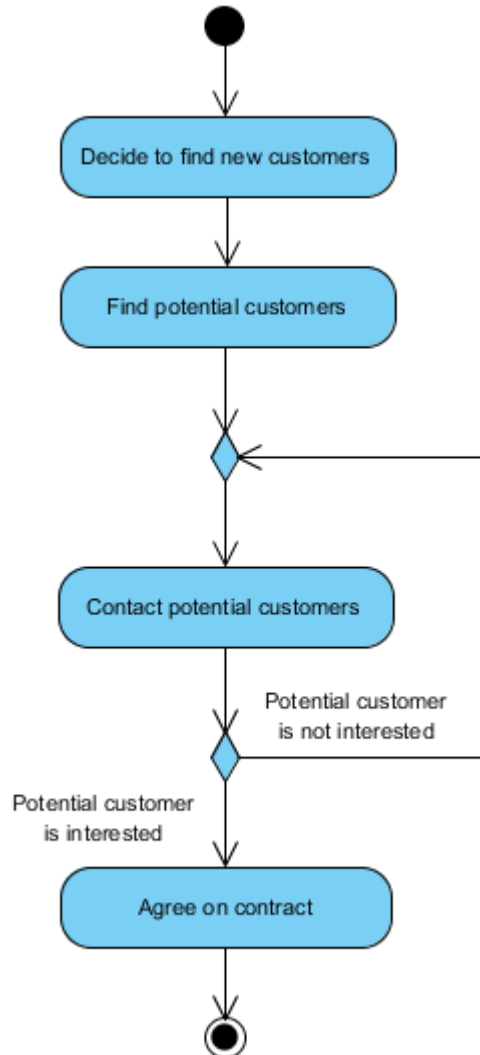 Decide to find new customers
Find potential customers
Contact potential customers
Potential customer
is not interested
Potential customer
is interested
Agree on contract